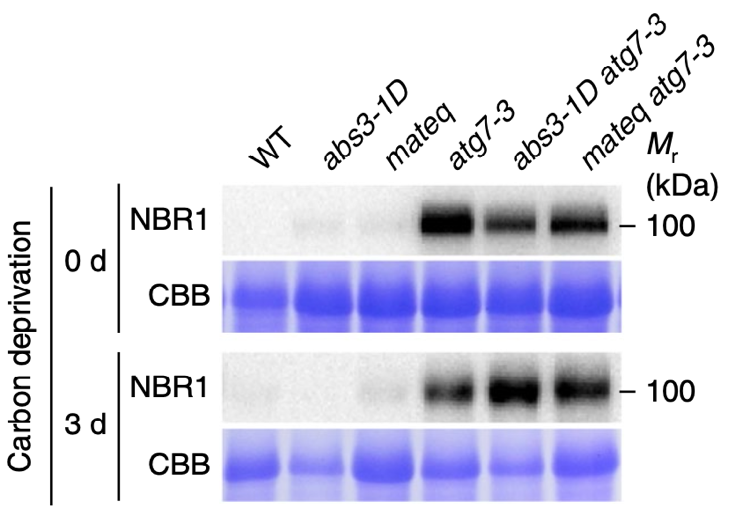 WT
abs3-1D
mateq
atg7-3
abs3-1D atg7-3
mateq atg7-3
Mr
(kDa)
Carbon deprivation
0 d
NBR1
100
CBB
3 d
NBR1
100
CBB